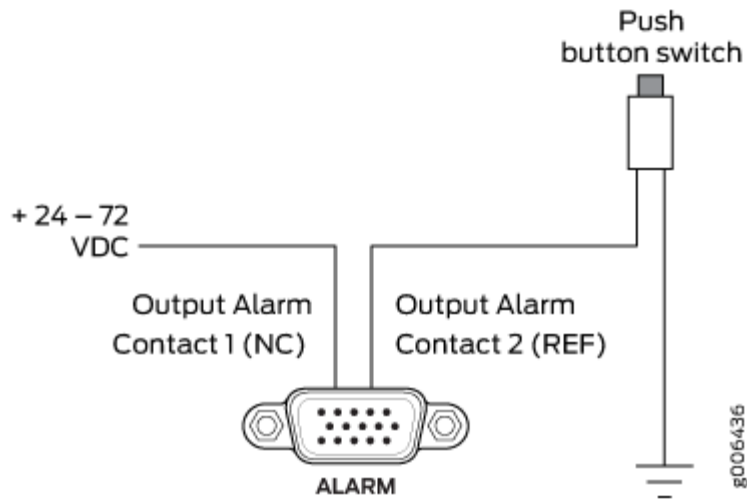 Push
button switch
+ 24 – 72
VDC
Output Alarm
Contact 1 (NC)
Output Alarm
Contact 2 (REF)
ALARM
g006436